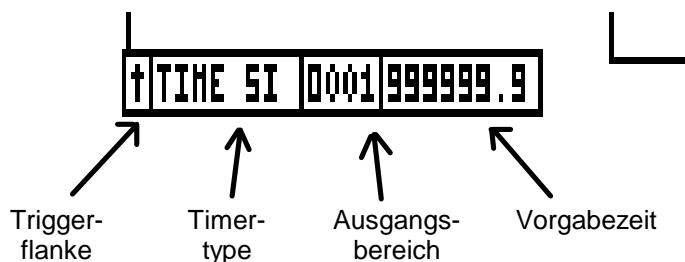 ↑ TIME SI 0001 999999.9
Trigger- Timer- Ausgangs- Vorgabezeit
flanke type bereich